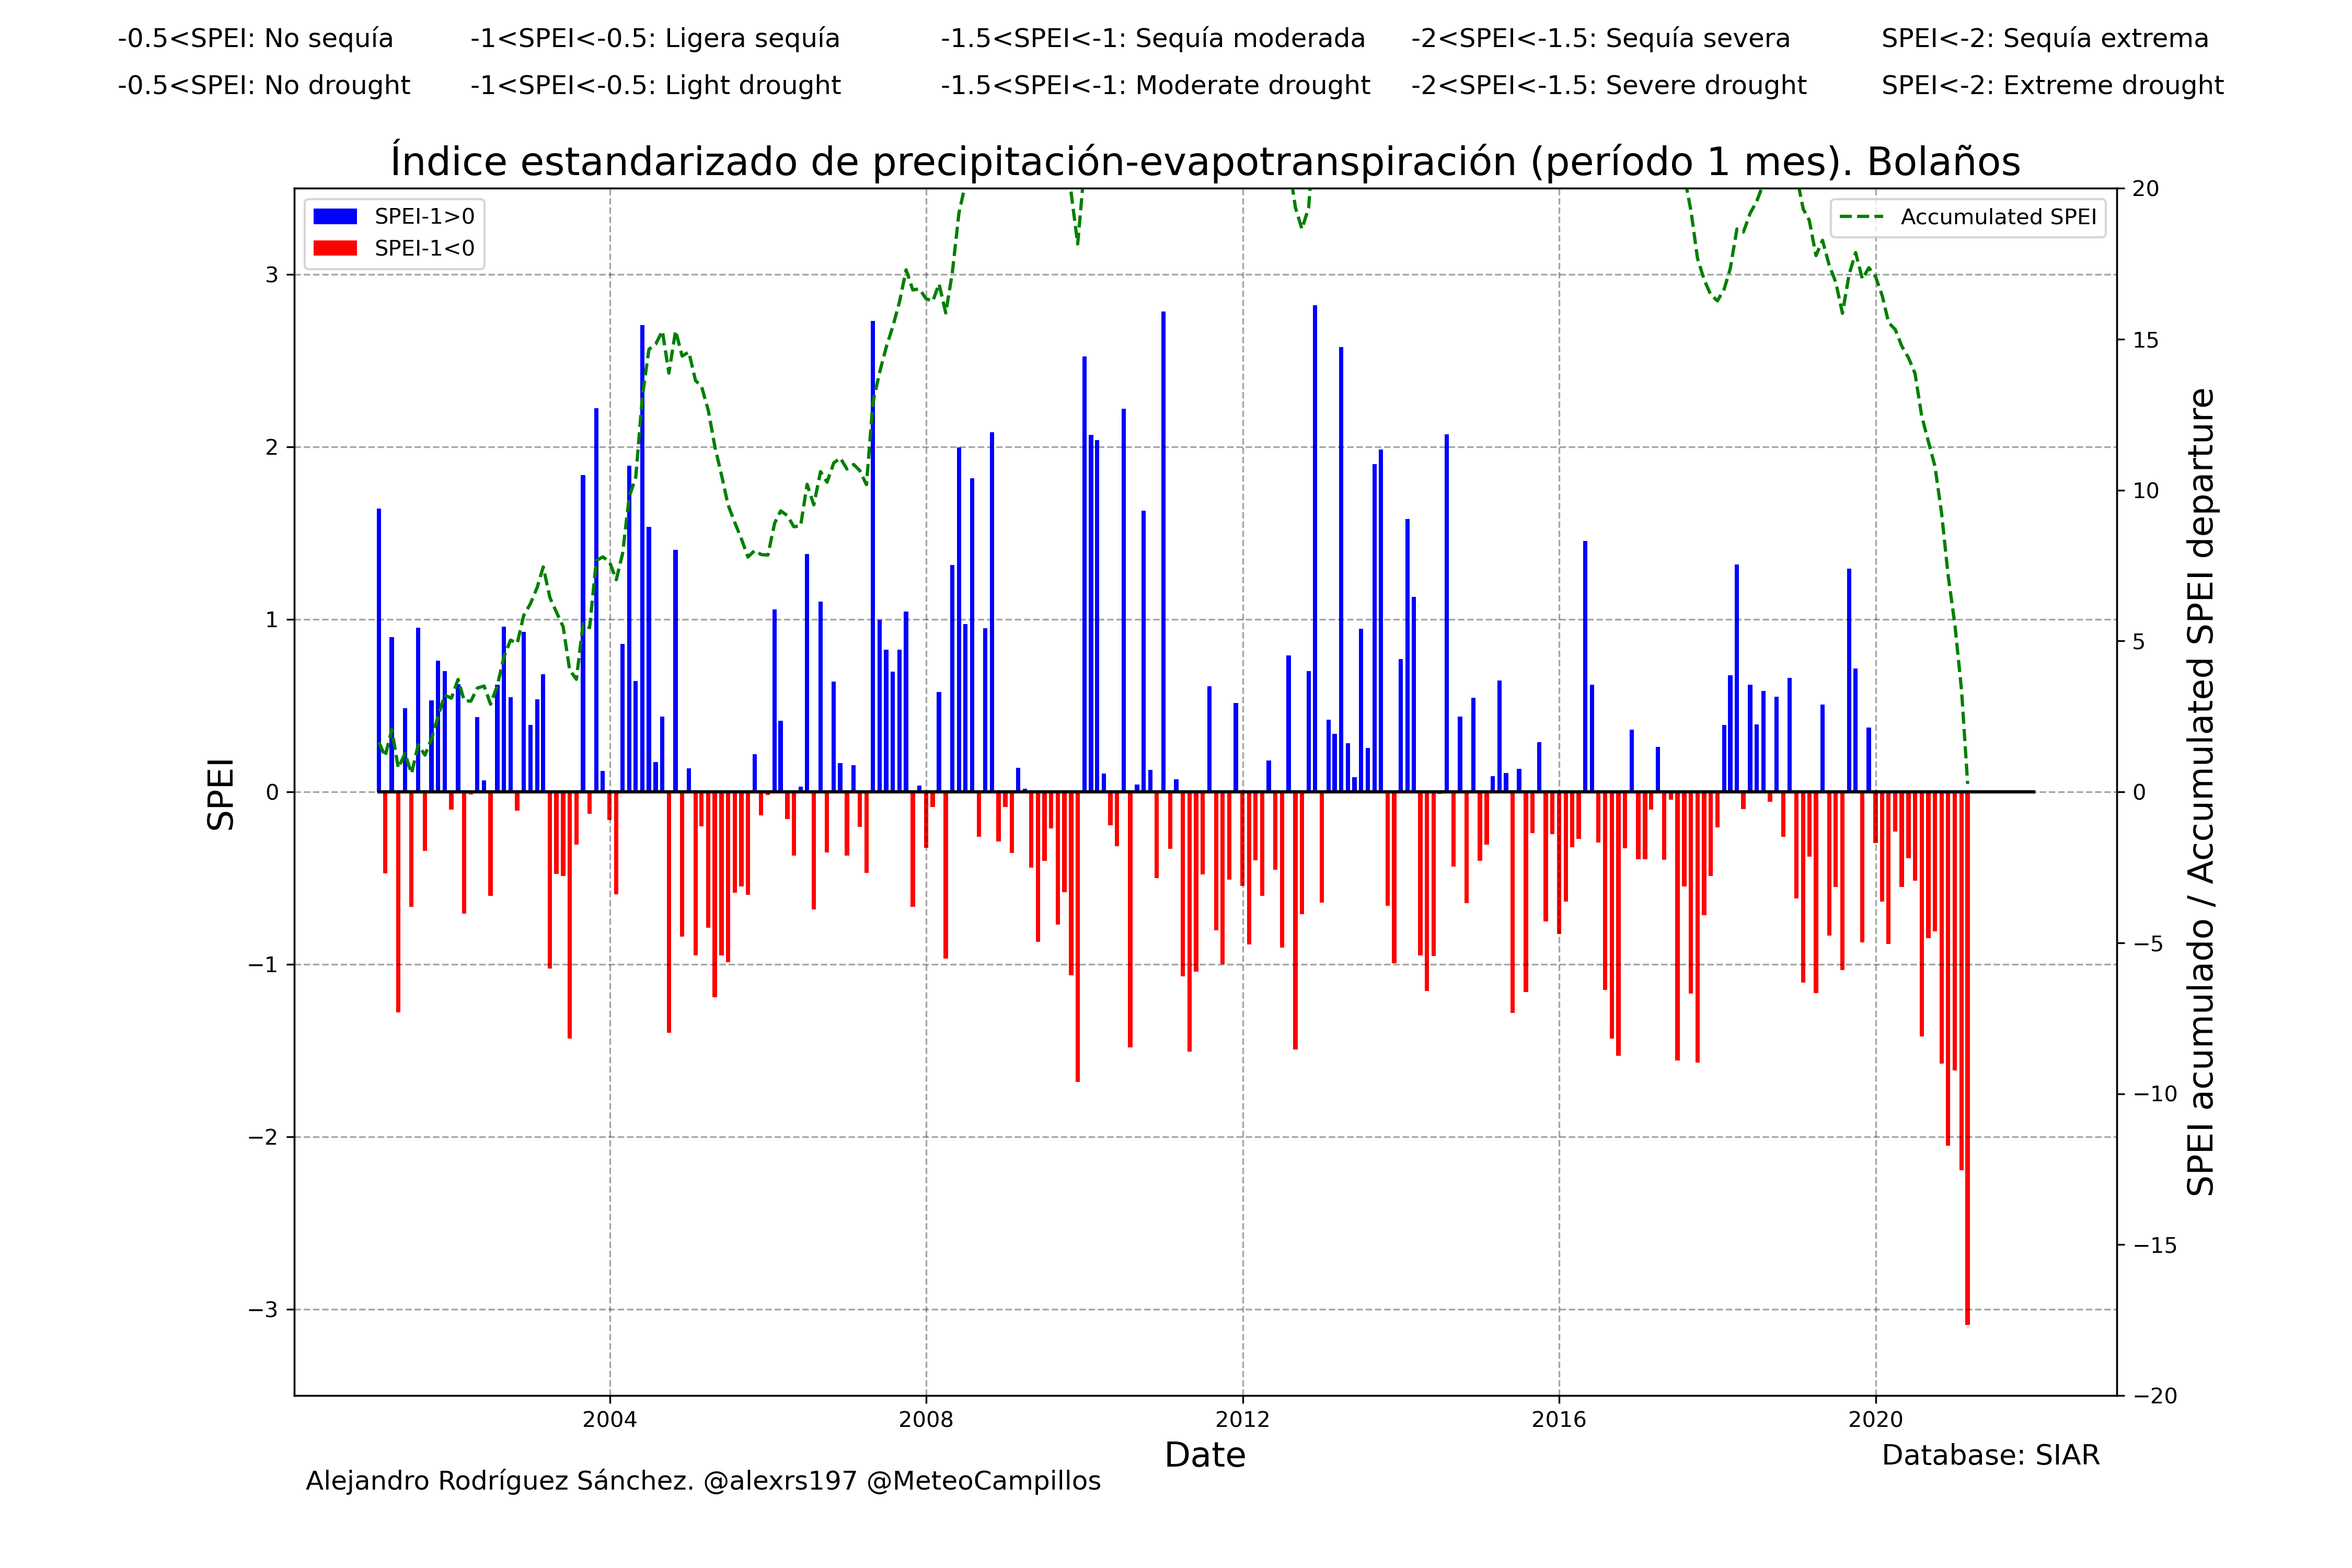 -0.5<SPEI: No sequía -1<SPEI<-0.5: Ligera sequía -1.5<SPEI<-1: Sequía moderada -2<SPEI<-1.5: Sequía severa SPEI<-2: Sequía extrema
-0.5<SPEI: No drought -1<SPEI<-0.5: Light drought -1.5<SPEI<-1: Moderate drought -2<SPEI<-1.5: Severe drought SPEI<-2: Extreme drought
Índice estandarizado de precipitación-evapotranspiración (período 1 mes). Bolaños
SPEI-1>0
SPEI-1<0
Accumulated SPEI
SPEI
3
2
1
0
−1
−2
−3
20
15
10
5
0
−5
−10
−15
−20
SPEI acumulado / Accumulated SPEI departure
2004 2008 2012 2016 2020
Date
Database: SIAR
Alejandro Rodríguez Sánchez. @alexrs197 @MeteoCampillos